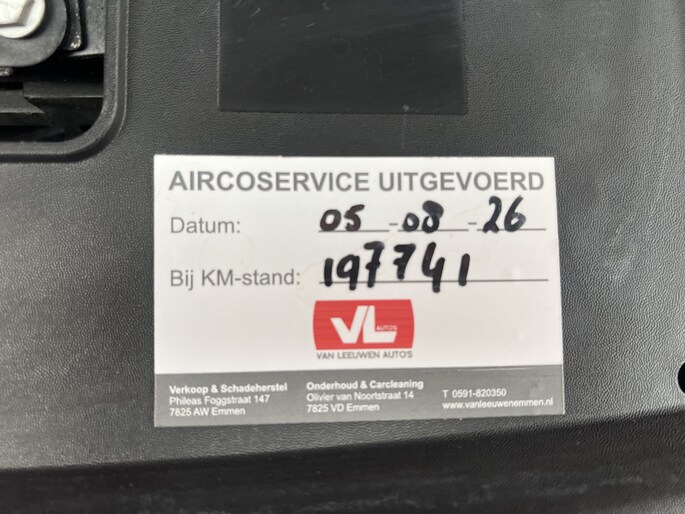 AIRCOSERVICE UITGEVOERD
Datum: 05-08-26
Bij KM-stand: 197741
VL AUTO'S
VAN LEEUWEN AUTO'S
Verkoop & Schadeherstel
Phileas Foggstraat 147
7825 AW Emmen
Onderhoud & Carcleaning
Olivier van Noortstraat 14
7825 VD Emmen
T 0591-820350
www.vanleeuwenemmen.nl